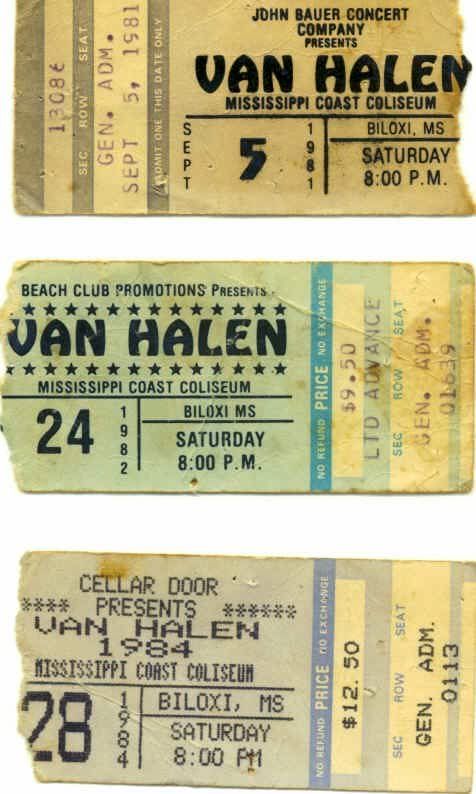 JOHN BAUER CONCERT
COMPANY
PRESENTS
VAN HALEN
MISSISSIPPI COAST COLISEUM
SEPT 5 1981
BILOXI, MS
SATURDAY
8:00 P.M.
SEC ROW SEAT
GEN. ADM.
SEPT 5, 1981
ADMIT ONE THIS DATE ONLY
BEACH CLUB PROMOTIONS PRESENTS
VAN HALEN
MISSISSIPPI COAST COLISEUM
24 1982
BILOXI MS
SATURDAY
8:00 P.M.
NO REFUND PRICE NO EXCHANGE
$9.50
LTD ADVANCE
SEC ROW SEAT
GEN. ADM.
01639
CELLAR DOOR
**** PRESENTS ******
VAN HALEN
1984
MISSISSIPPI COAST COLISEUM
28 1984
BILOXI, MS
SATURDAY
8:00 PM
NO REFUND PRICE NO EXCHANGE
$12.50
SEC ROW SEAT
GEN. ADM.
0113